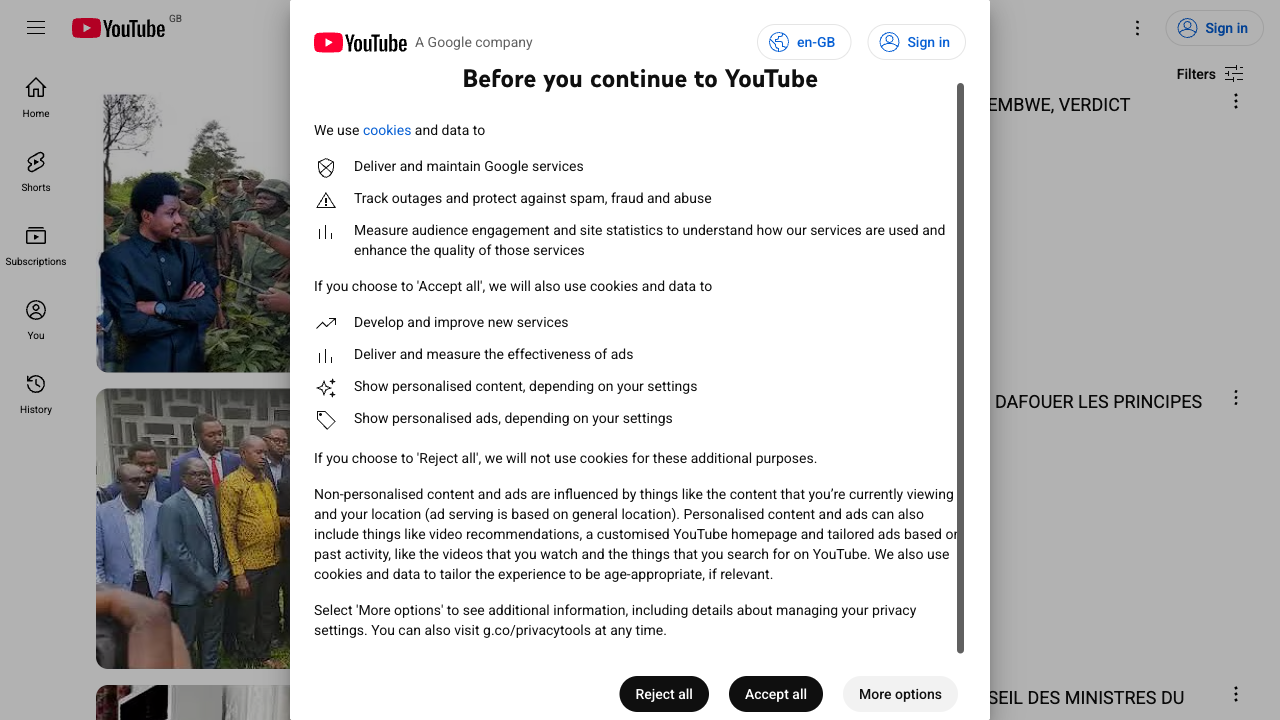 YouTube GB
Sign in
Home
Shorts
Subscriptions
You
History
Filters
EMBWE, VERDICT
DAFOUER LES PRINCIPES
SEIL DES MINISTRES DU
YouTube A Google company
en-GB
Sign in
Before you continue to YouTube
We use cookies and data to
Deliver and maintain Google services
Track outages and protect against spam, fraud and abuse
Measure audience engagement and site statistics to understand how our services are used and
enhance the quality of those services
If you choose to 'Accept all', we will also use cookies and data to
Develop and improve new services
Deliver and measure the effectiveness of ads
Show personalised content, depending on your settings
Show personalised ads, depending on your settings
If you choose to 'Reject all', we will not use cookies for these additional purposes.
Non-personalised content and ads are influenced by things like the content that you’re currently viewing
and your location (ad serving is based on general location). Personalised content and ads can also
include things like video recommendations, a customised YouTube homepage and tailored ads based on
past activity, like the videos that you watch and the things that you search for on YouTube. We also use
cookies and data to tailor the experience to be age-appropriate, if relevant.
Select 'More options' to see additional information, including details about managing your privacy
settings. You can also visit g.co/privacytools at any time.
Reject all
Accept all
More options